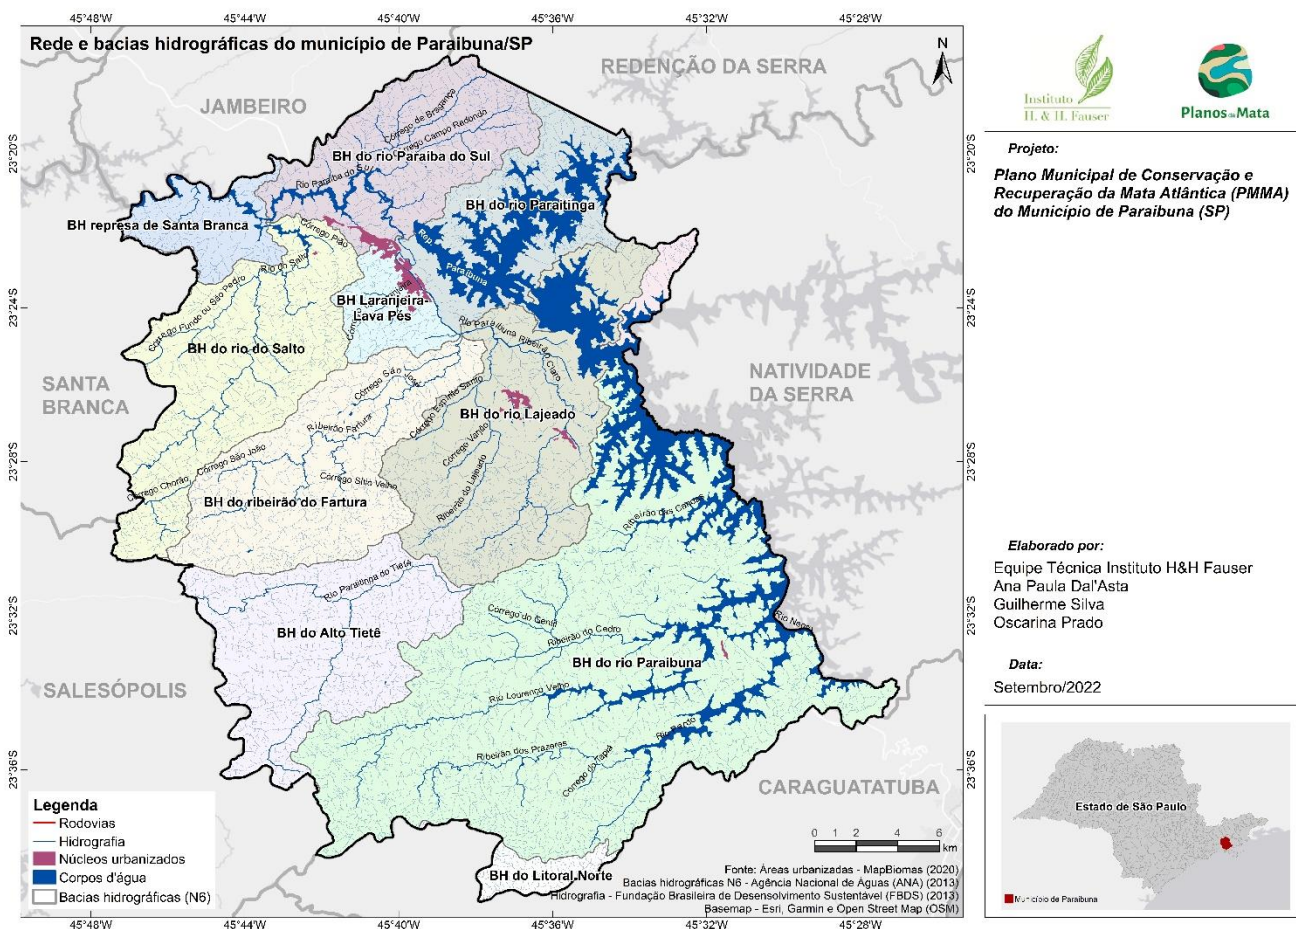 45°48'W
45°44'W
45°40'W
45°36'W
45°32'W
45°28'W
Rede e bacias hidrográficas do município de Paraibuna/SP
N
REDENÇÃO DA SERRA
JAMBEIRO
Córrego de Bragança
Córrego Campo Redondo
23°20'S
23°20'S
BH do rio Paraiba do Sul
Rio Paraíba do Sul
BH do rio Paraitinga
BH represa de Santa Branca
Córrego Pião
Rep.
Paraibuna
Rio do Salto
23°24'S
23°24'S
BH Laranjeira-
Lava Pés
Córrego Fundo ou São Pedro
Rio Paraibuna
Ribeirão Claro
BH do rio do Salto
NATIVIDADE
DA SERRA
SANTA
BRANCA
Córrego São José
Córrego Espírito Santo
BH do rio Lajeado
Ribeirão Fartura
Córrego Varão
23°28'S
23°28'S
Córrego São João
Córrego Chorão
Córrego Sítio Velho
Ribeirão do Lajeado
BH do ribeirão do Fartura
Ribeirão das Canoas
Rio Paraitinga do Tietê
23°32'S
23°32'S
Rio Negro
Córrego do Gentil
Ribeirão do Cedro
BH do Alto Tietê
BH do rio Paraibuna
SALESÓPOLIS
Rio Lourenço Velho
Rio Pardo
Ribeirão dos Prazeres
Córrego do Tapiá
23°36'S
23°36'S
CARAGUATATUBA
BH do Litoral Norte
Legenda
Rodovias
Hidrografia
Núcleos urbanizados
Corpos d'água
Bacias hidrográficas (N6)
0 1 2 4 6
km
Fonte: Áreas urbanizadas - MapBiomas (2020)
Bacias hidrográficas N6 - Agência Nacional de Águas (ANA) (2013)
Hidrografia - Fundação Brasileira de Desenvolvimento Sustentável (FBDS) (2013)
Basemap - Esri, Garmin e Open Street Map (OSM)
45°48'W
45°44'W
45°40'W
45°36'W
45°32'W
45°28'W
Instituto
H. & H. Fauser
Planos da Mata
Projeto:
Plano Municipal de Conservação e
Recuperação da Mata Atlântica (PMMA)
do Município de Paraibuna (SP)
Elaborado por:
Equipe Técnica Instituto H&H Fauser
Ana Paula Dal'Asta
Guilherme Silva
Oscarina Prado
Data:
Setembro/2022
Estado de São Paulo
Município de Paraibuna